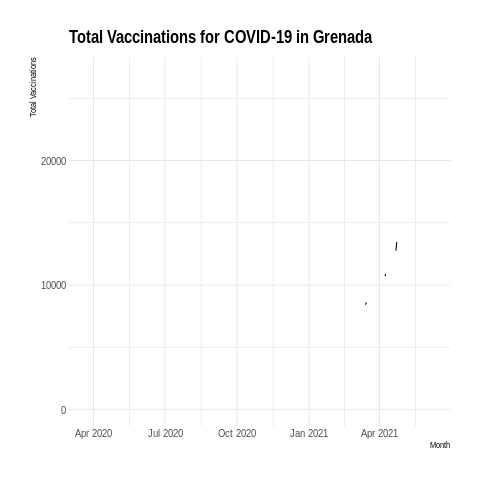 Total Vaccinations for COVID-19 in Grenada
Total Vaccinations
20000
10000
0
Apr 2020 Jul 2020 Oct 2020 Jan 2021 Apr 2021
Month